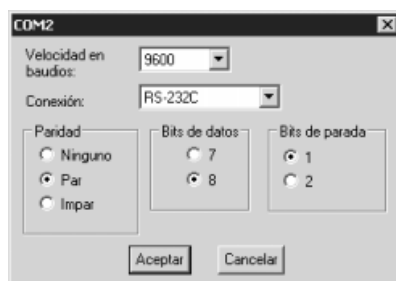 COM2
Velocidad en
baudios:
9600
Conexión:
RS-232C
Paridad
Ninguno
Par
Impar
Bits de datos
7
8
Bits de parada
1
2
Aceptar
Cancelar